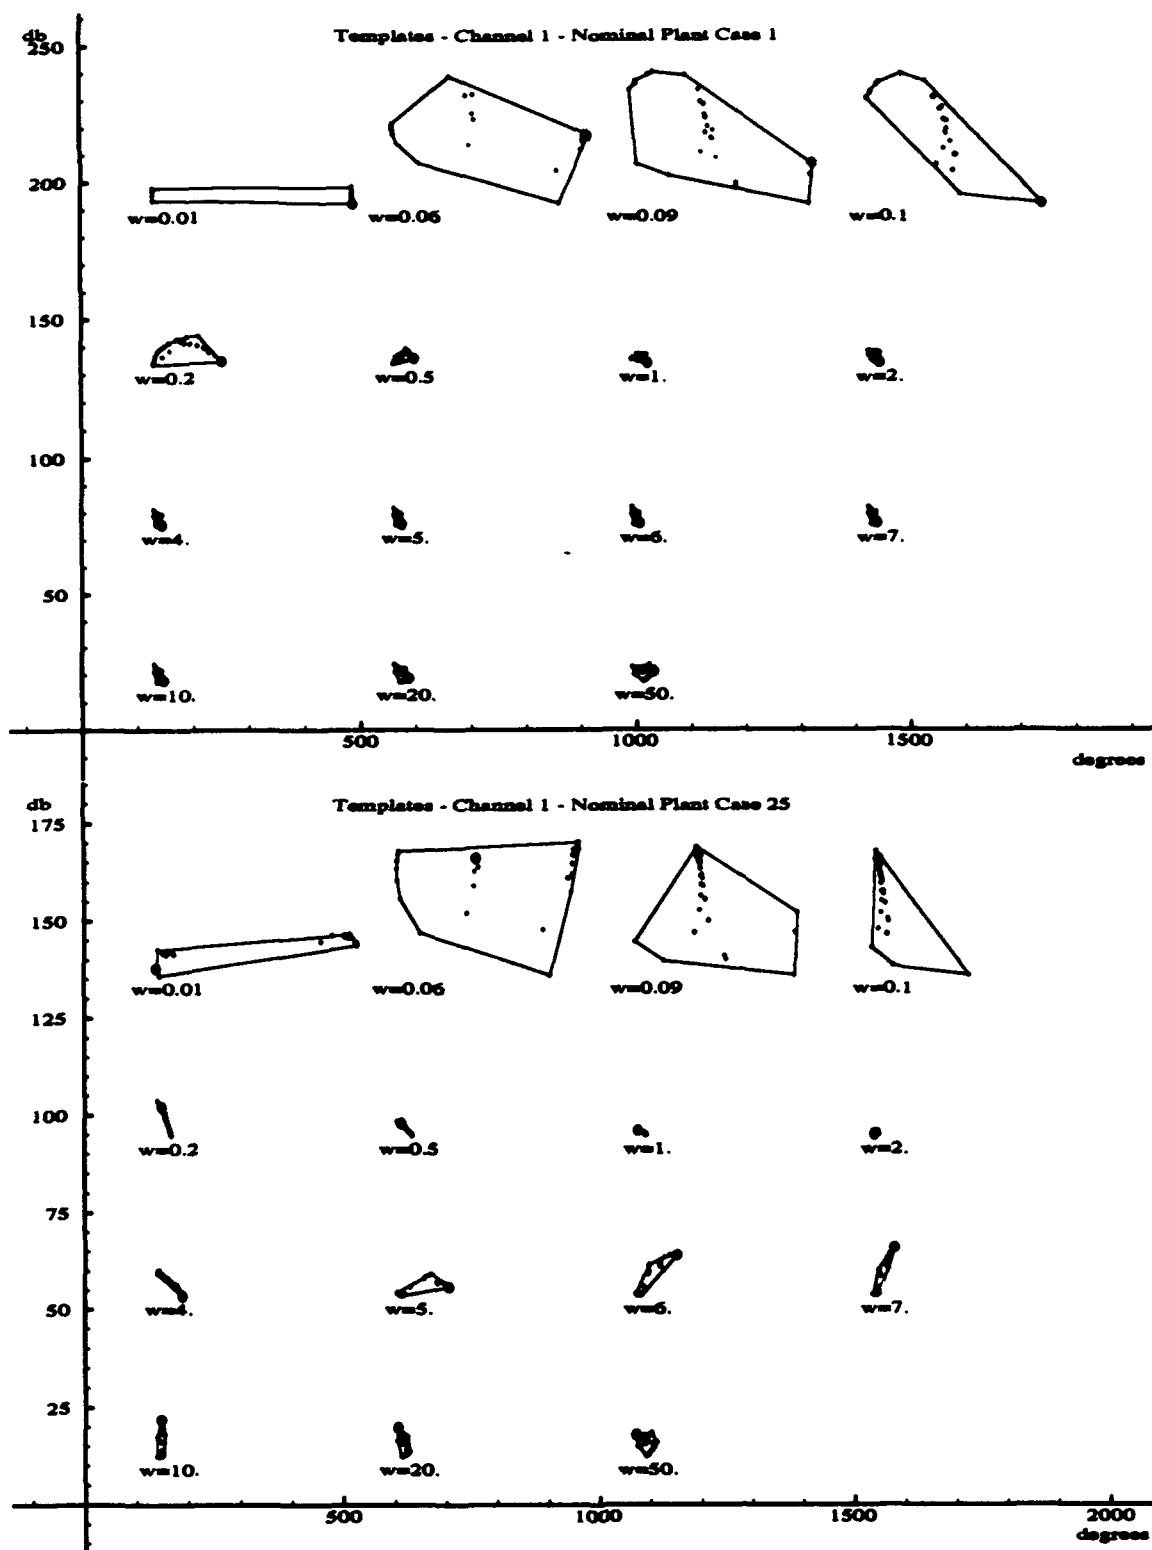 db
Templates - Channel 1 - Nominal Plant Case 1
250
200
w=0.01 w=0.06 w=0.09 w=0.1
150
w=0.2 w=0.5 w=1. w=2.
100
w=4. w=5. w=6. w=7.
50
w=10. w=20. w=50.
500 1000 1500
degrees
db
Templates - Channel 1 - Nominal Plant Case 25
175
150
w=0.01 w=0.06 w=0.09 w=0.1
125
100
w=0.2 w=0.5 w=1. w=2.
75
50
w=4. w=5. w=6. w=7.
25
w=10. w=20. w=50.
500 1000 1500 2000
degrees